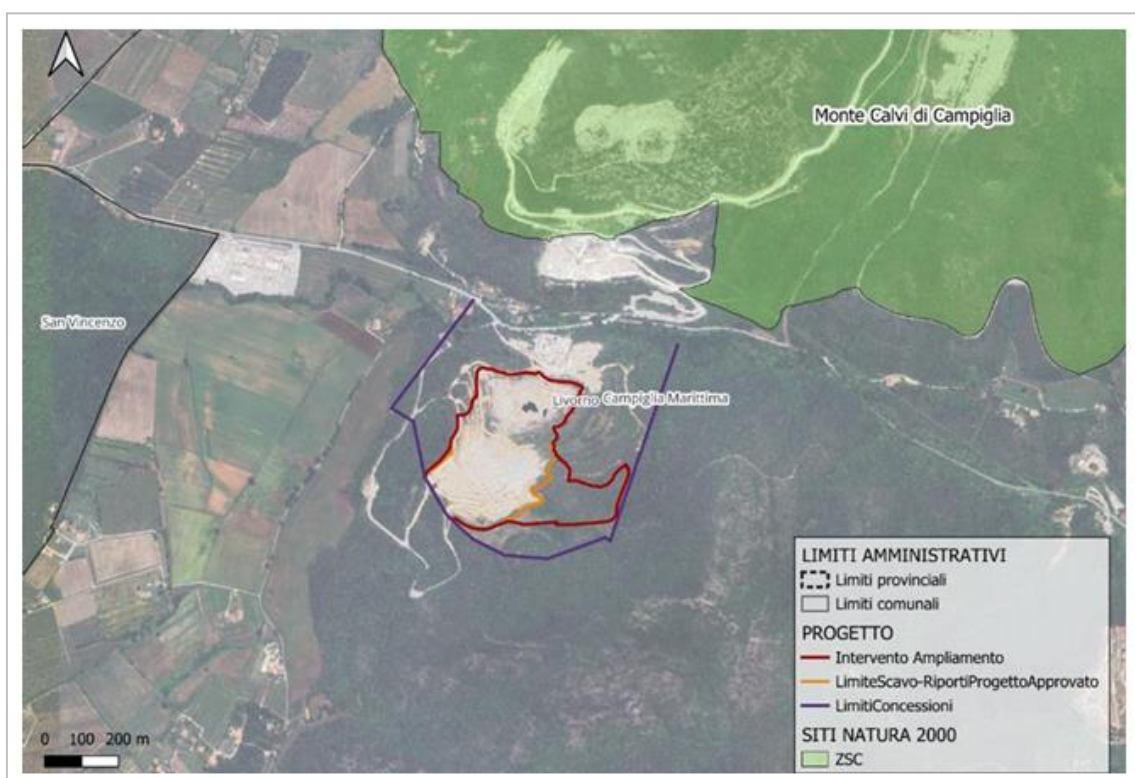 Monte Calvi di Campiglia
San Vincenzo
Livorno Campiglia Marittima
LIMITI AMMINISTRATIVI
Limiti provinciali
Limiti comunali
PROGETTO
Intervento Ampliamento
LimiteScavo-RiportiProgettoApprovato
LimitiConcessioni
SITI NATURA 2000
ZSC
0 100 200 m